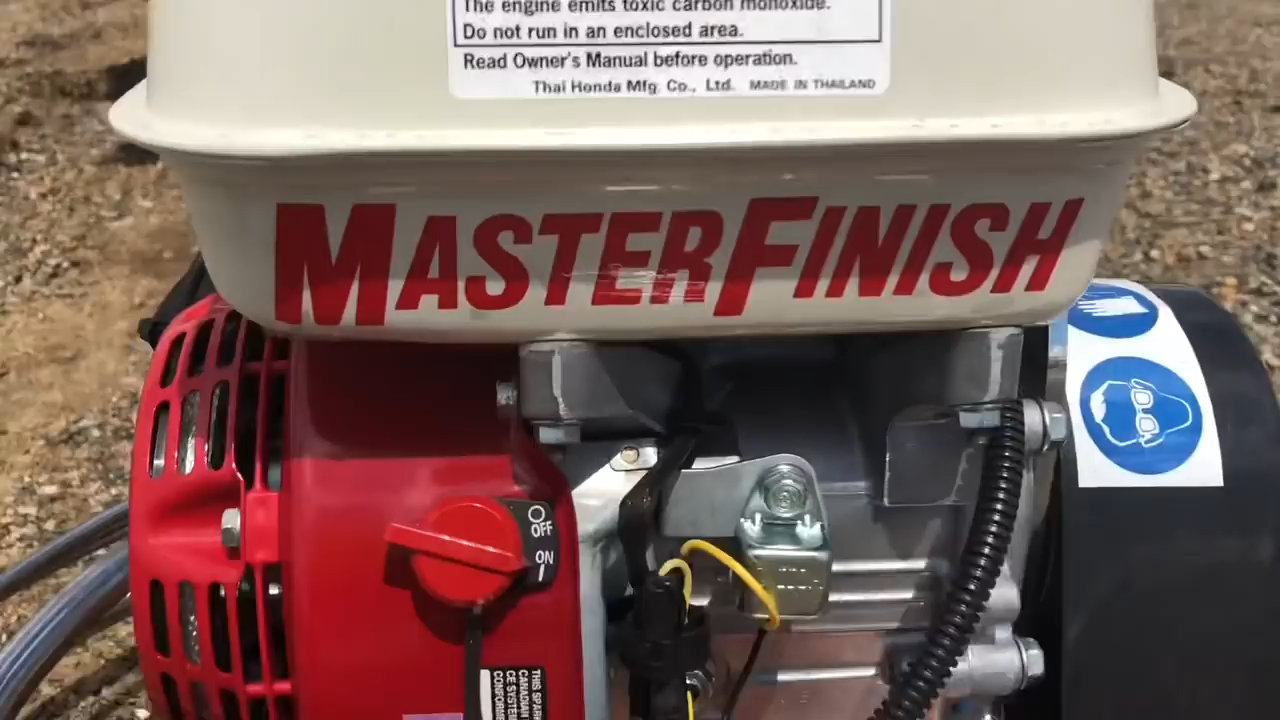 The engine emits toxic carbon monoxide.
Do not run in an enclosed area.
Read Owner's Manual before operation.
Thai Honda Mfg. Co., Ltd. MADE IN THAILAND
MASTERFINISH
OFF
ON
THIS SPARK
CANADIAN
CE SYSTEM
CONFORME